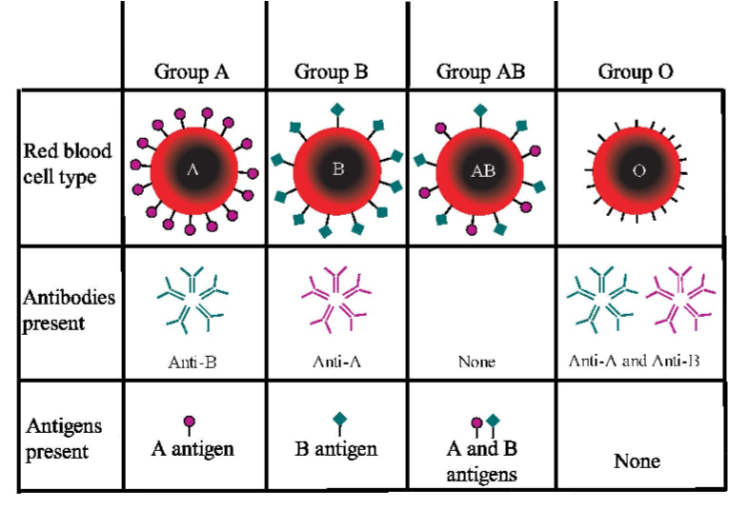 Group A
Group B
Group AB
Group O
Red blood
cell type
A
B
AB
O
Antibodies
present
Anti-B
Anti-A
None
Anti-A and Anti-B
Antigens
present
A antigen
B antigen
A and B
antigens
None